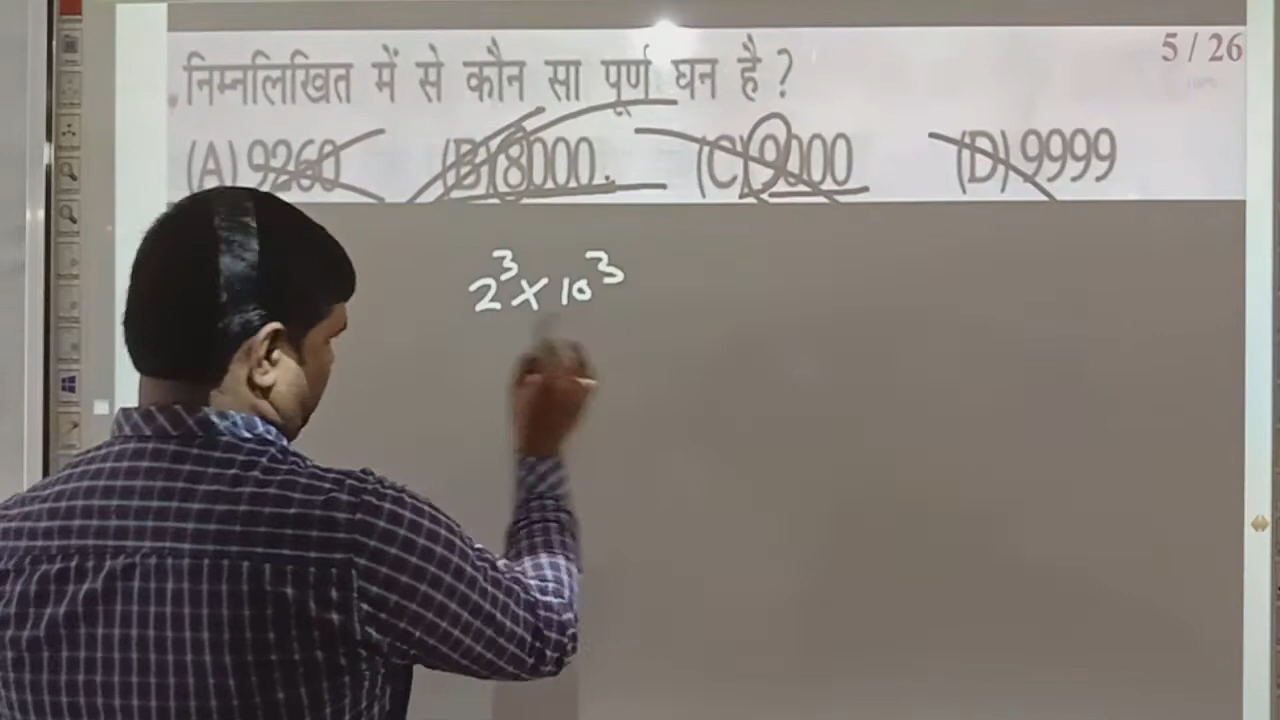 5 / 26
निम्नलिखित में से कौन सा पूर्ण घन है ?
(A) 9260 (B) 8000 (C) 9000 (D) 9999
2³ × 10³